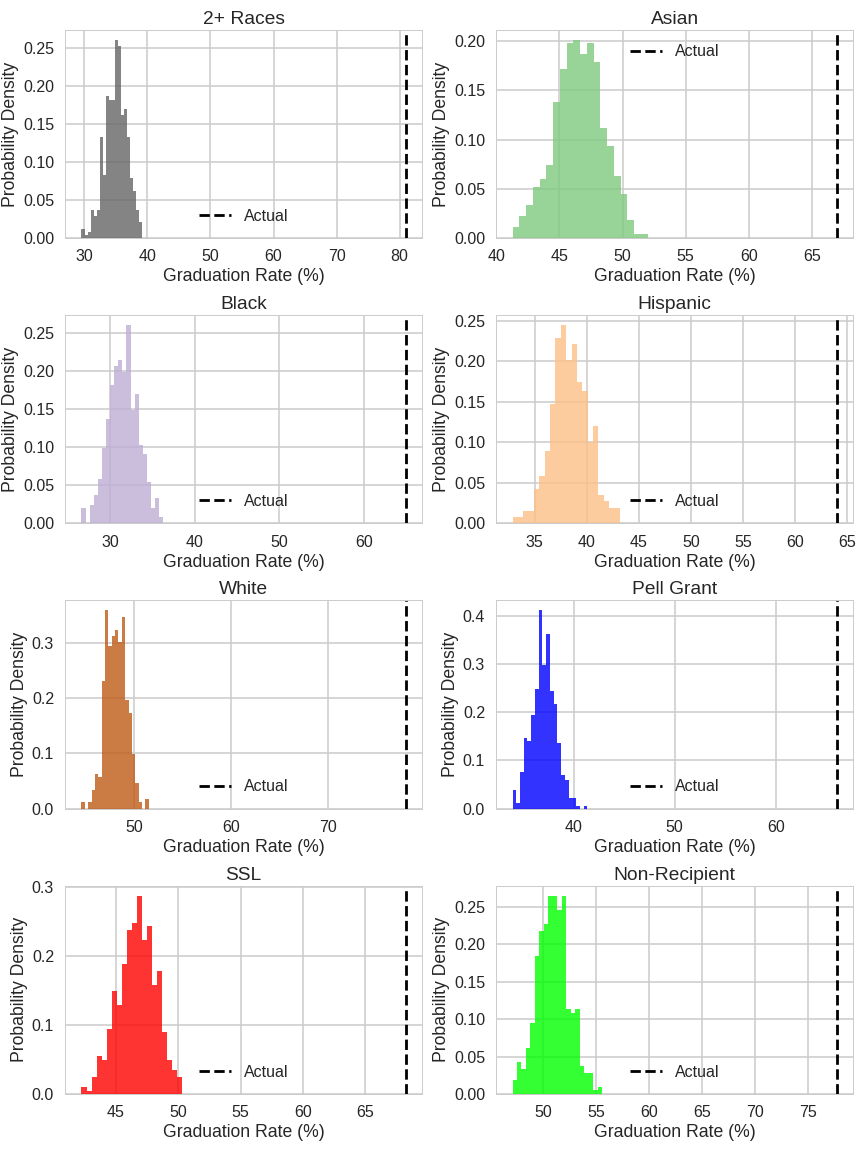 2+ Races
Probability Density
0.25
0.20
0.15
0.10
0.05
0.00
Actual
30 40 50 60 70 80
Graduation Rate (%)
Asian
Probability Density
0.20
0.15
0.10
0.05
0.00
Actual
40 45 50 55 60 65
Graduation Rate (%)
Black
Probability Density
0.25
0.20
0.15
0.10
0.05
0.00
Actual
30 40 50 60
Graduation Rate (%)
Hispanic
Probability Density
0.25
0.20
0.15
0.10
0.05
0.00
Actual
35 40 45 50 55 60 65
Graduation Rate (%)
White
Probability Density
0.3
0.2
0.1
0.0
Actual
50 60 70
Graduation Rate (%)
Pell Grant
Probability Density
0.4
0.3
0.2
0.1
0.0
Actual
40 50 60
Graduation Rate (%)
SSL
Probability Density
0.3
0.2
0.1
0.0
Actual
45 50 55 60 65
Graduation Rate (%)
Non-Recipient
Probability Density
0.25
0.20
0.15
0.10
0.05
0.00
Actual
50 55 60 65 70 75
Graduation Rate (%)